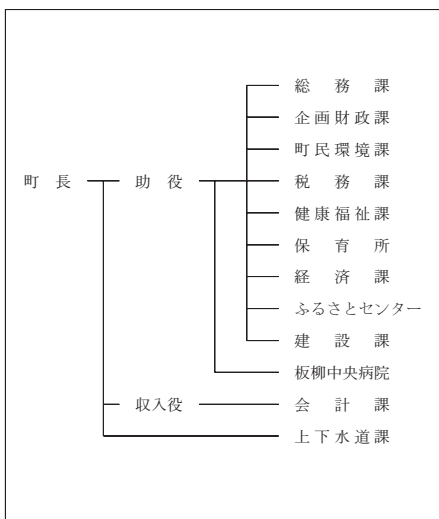 総務課
企画財政課
町民環境課
町長 助役 税務課
健康福祉課
保育所
経済課
ふるさとセンター
建設課
板柳中央病院
収入役 会計課
上下水道課